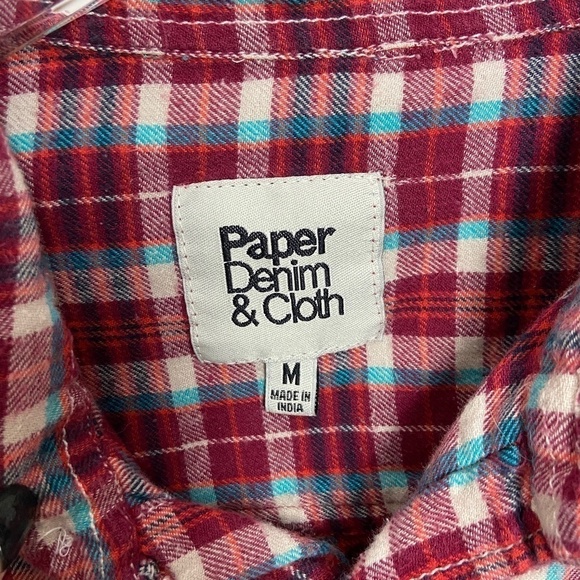 Paper
Denim
& Cloth
M
MADE IN
INDIA